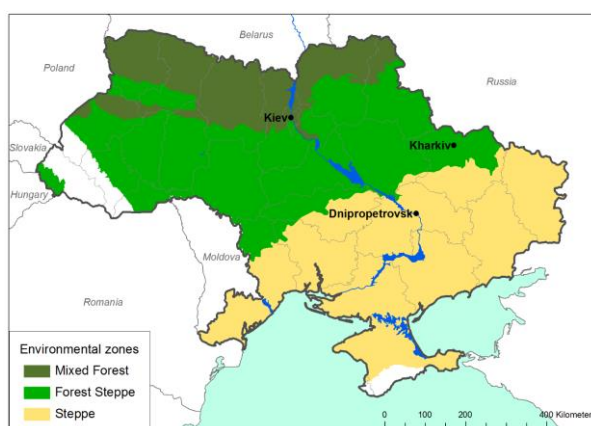 Belarus
Poland
Russia
Kiev
Kharkiv
Slovakia
Hungary
Dnipropetrovsk
Moldova
Romania
Environmental zones
Mixed Forest
Forest Steppe
Steppe
0 100 200 400 Kilometers